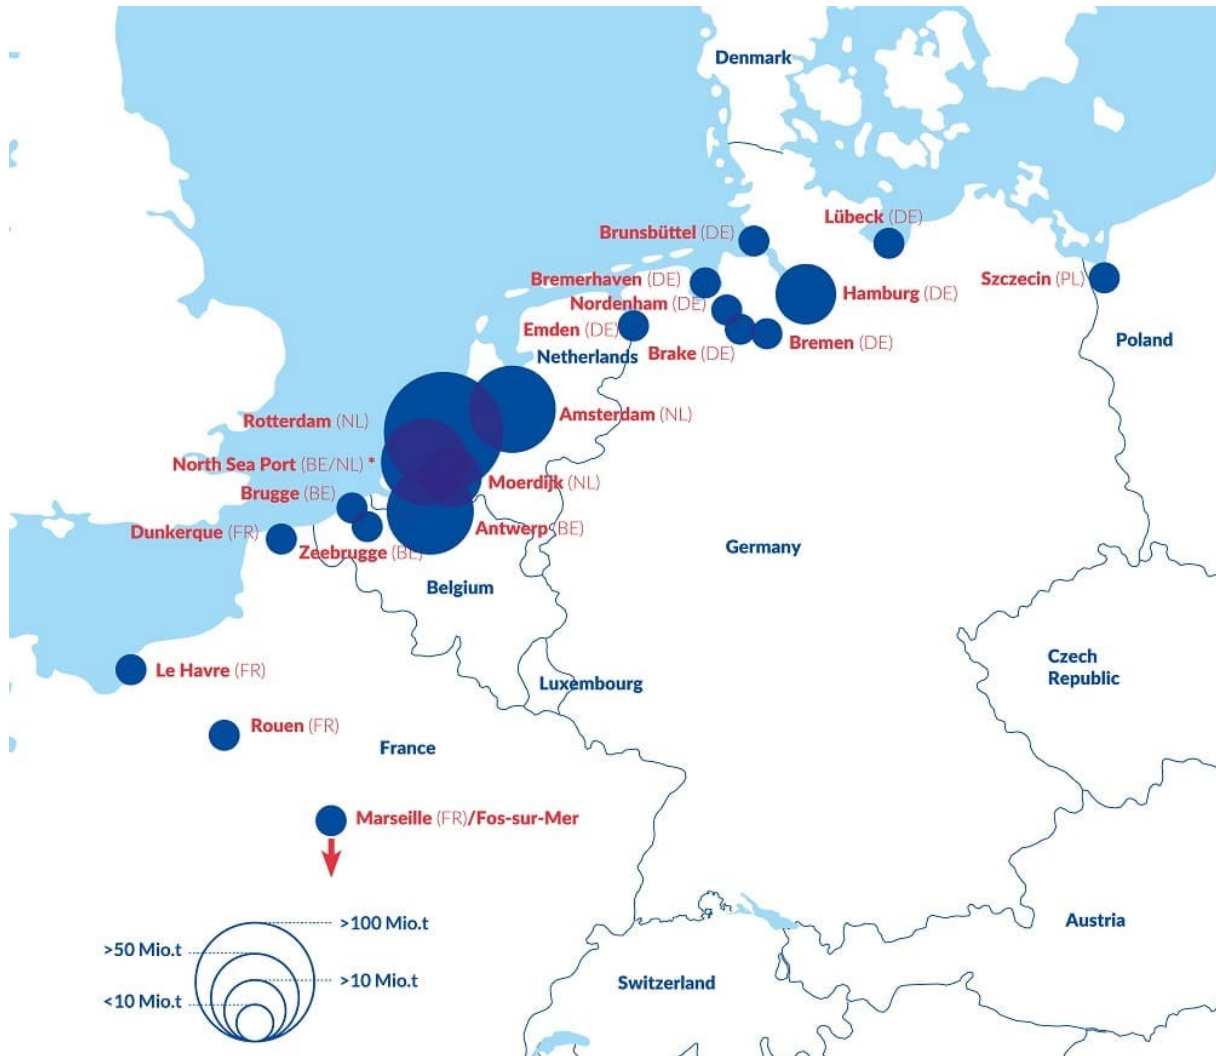 Denmark
Lübeck (DE)
Brunsbüttel (DE)
Bremerhaven (DE)
Szczecin (PL)
Hamburg (DE)
Nordenham (DE)
Emden (DE)
Bremen (DE)
Poland
Brake (DE)
Netherlands
Amsterdam (NL)
Rotterdam (NL)
North Sea Port (BE/NL) *
Moerdijk (NL)
Brugge (BE)
Antwerp (BE)
Dunkerque (FR)
Zeebrugge (BE)
Germany
Belgium
Czech
Republic
Le Havre (FR)
Luxembourg
Rouen (FR)
France
Marseille (FR)/Fos-sur-Mer
>100 Mio.t
>50 Mio.t
>10 Mio.t
<10 Mio.t
Austria
Switzerland